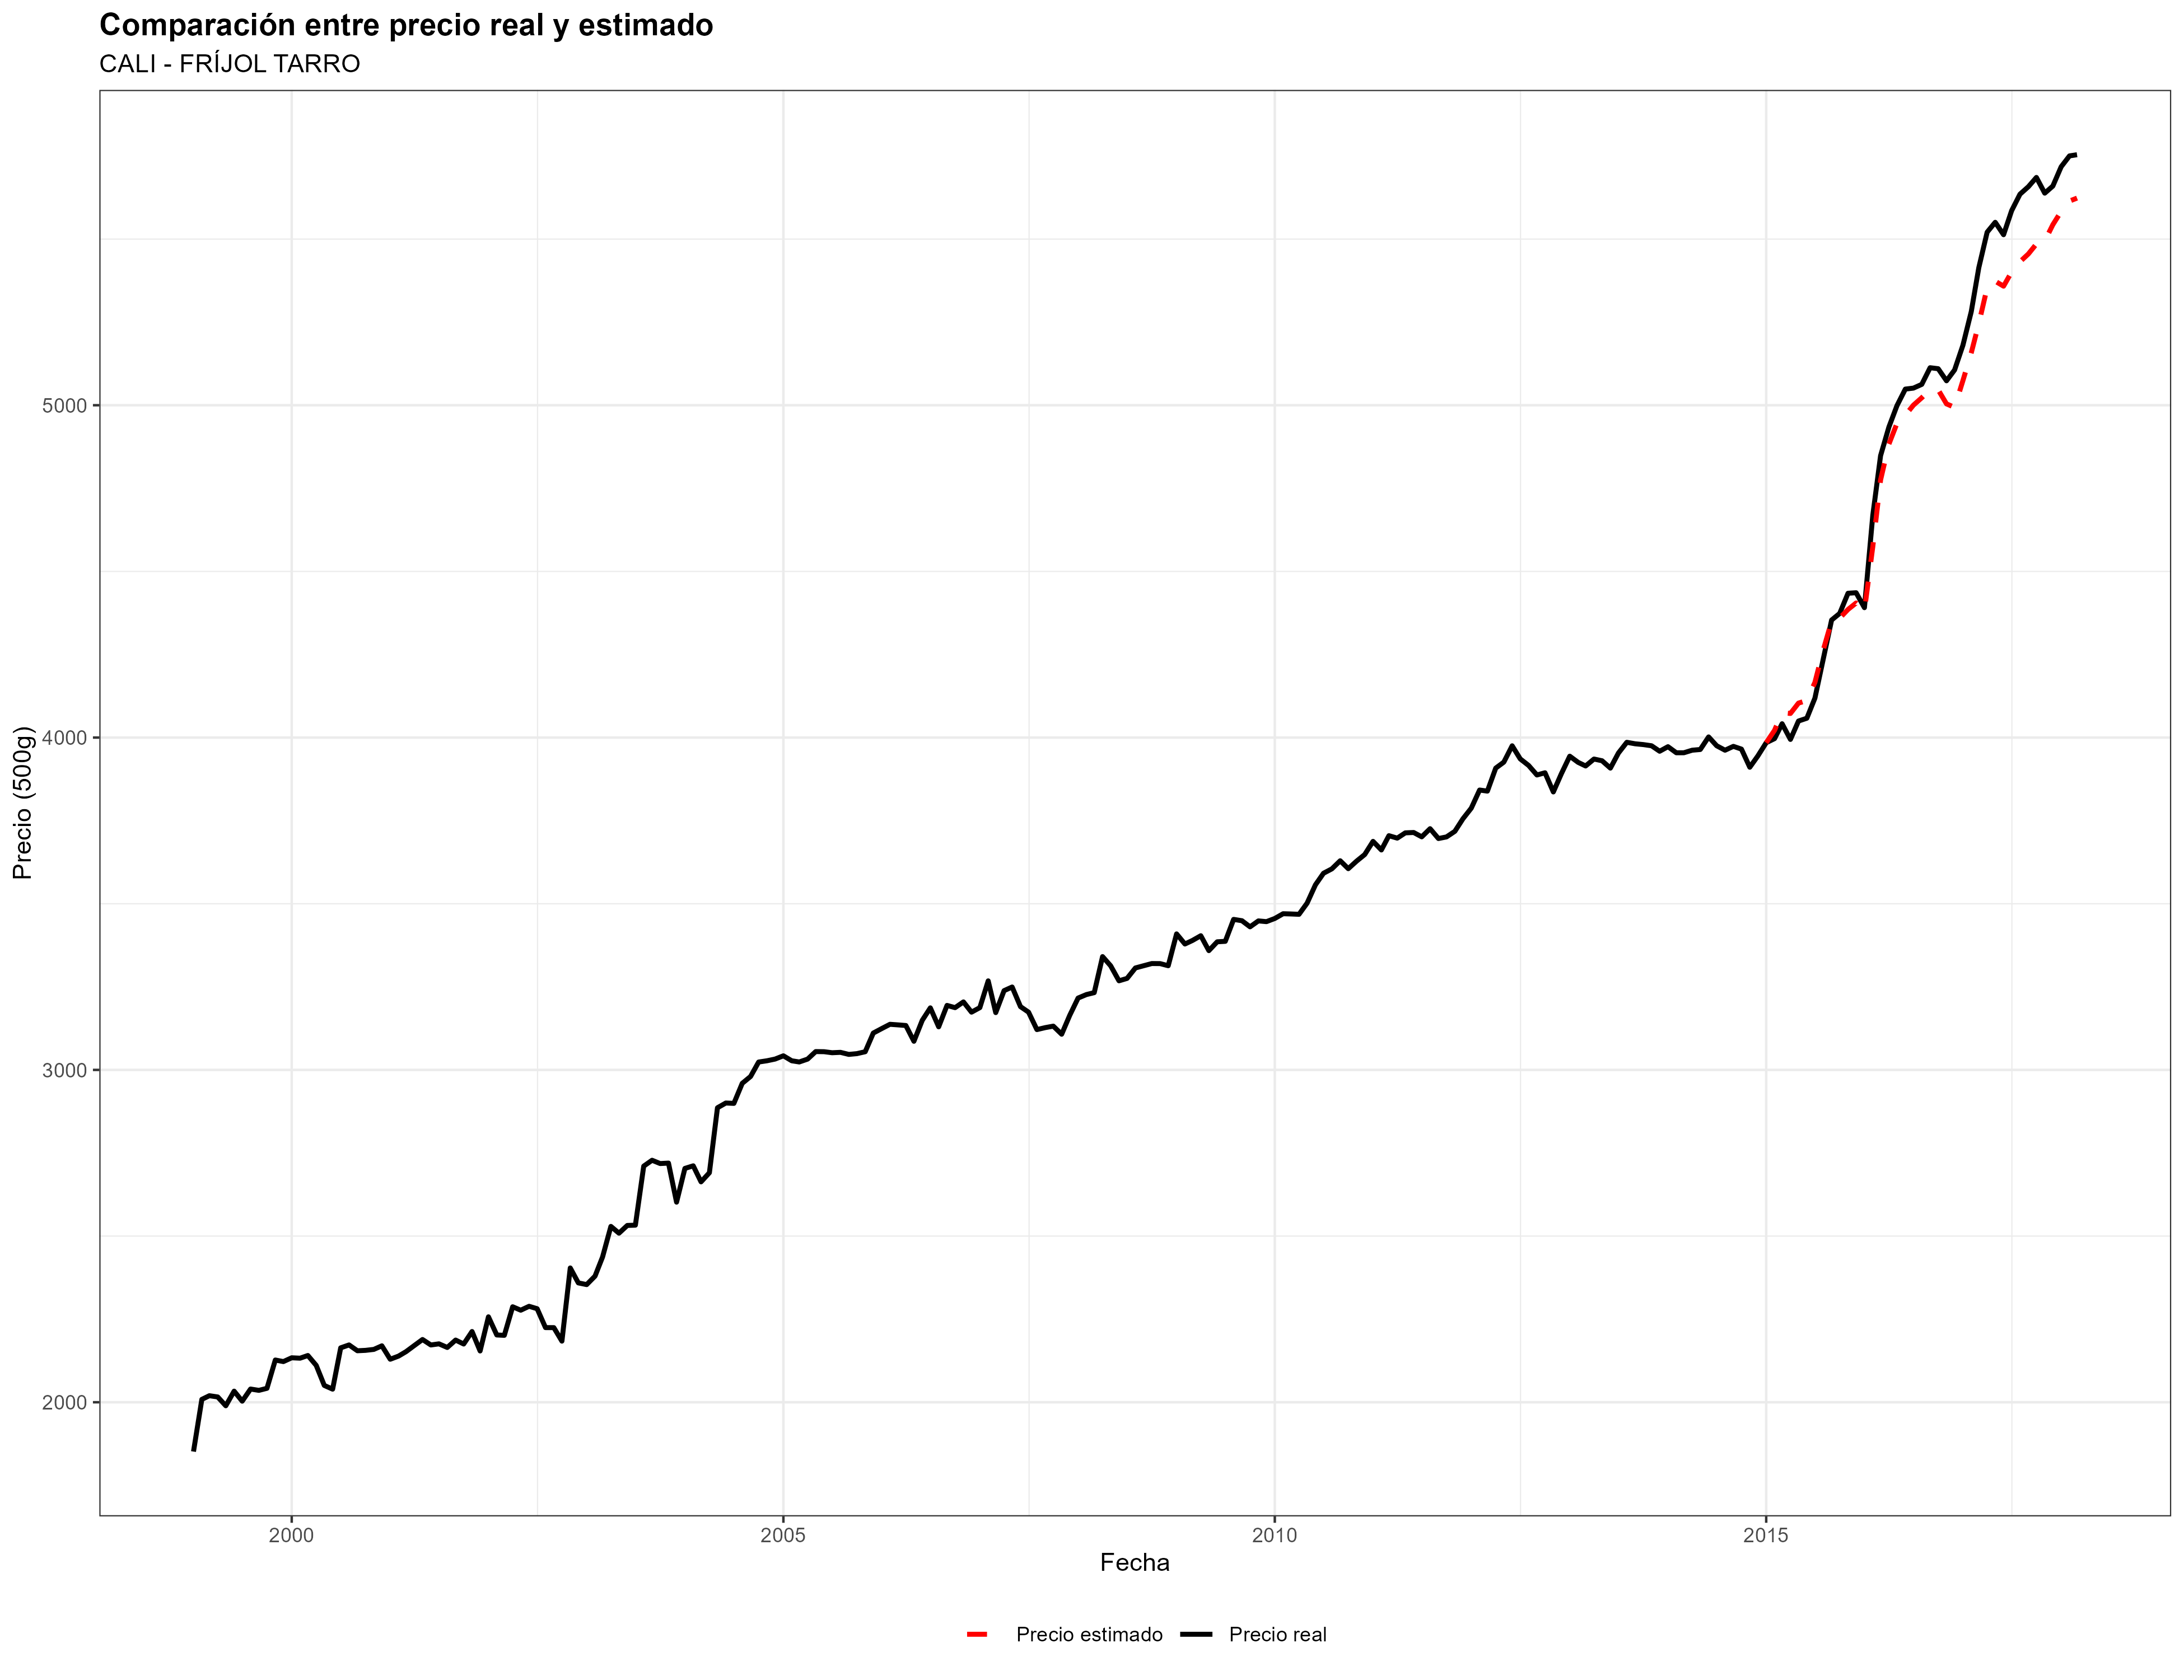 Comparación entre precio real y estimado
CALI - FRÍJOL TARRO
Precio (500g)
5000
4000
3000
2000
2000 2005 2010 2015
Fecha
Precio estimado Precio real